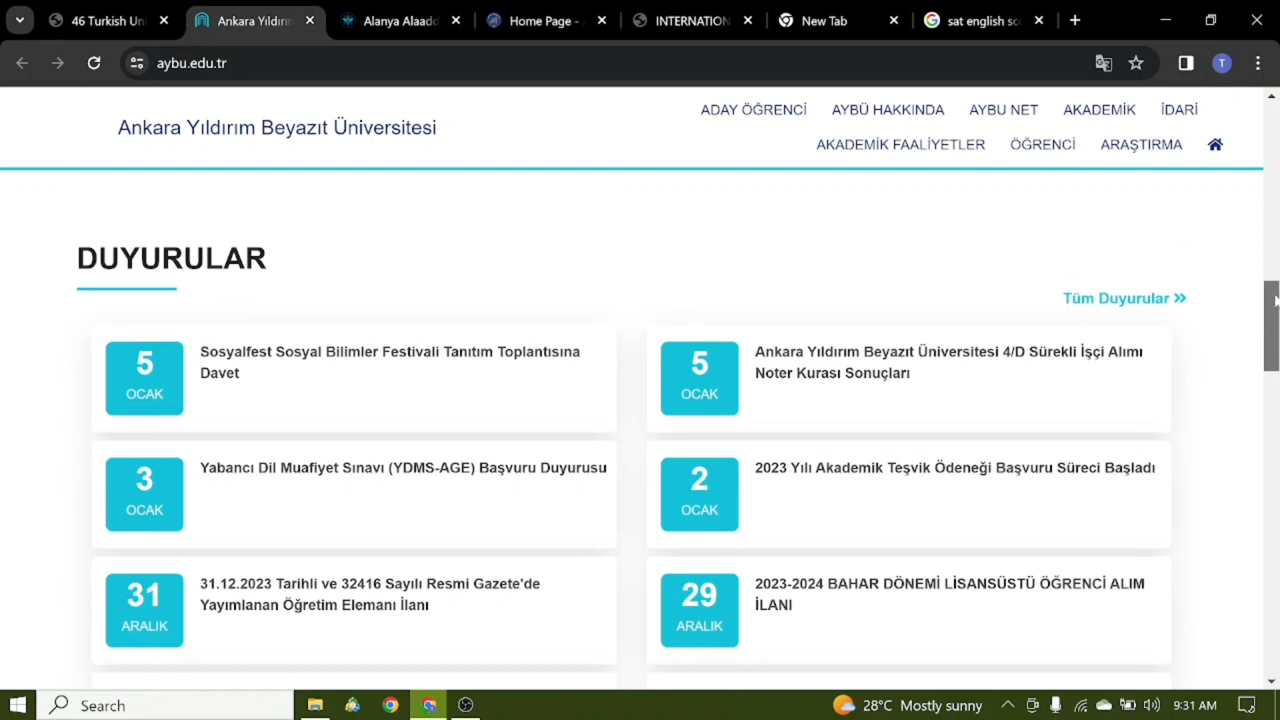 46 Turkish Uni
Ankara Yıldırım
Alanya Alaadd
Home Page -
INTERNATION
New Tab
sat english sco
aybu.edu.tr
T
Ankara Yıldırım Beyazıt Üniversitesi
ADAY ÖĞRENCİ AYBÜ HAKKINDA AYBU NET AKADEMİK İDARİ
AKADEMİK FAALİYETLER ÖĞRENCİ ARAŞTIRMA
DUYURULAR
Tüm Duyurular
5
OCAK
Sosyalfest Sosyal Bilimler Festivali Tanıtım Toplantısına
Davet
5
OCAK
Ankara Yıldırım Beyazıt Üniversitesi 4/D Sürekli İşçi Alımı
Noter Kurası Sonuçları
3
OCAK
Yabancı Dil Muafiyet Sınavı (YDMS-AGE) Başvuru Duyurusu
2
OCAK
2023 Yılı Akademik Teşvik Ödeneği Başvuru Süreci Başladı
31
ARALIK
31.12.2023 Tarihli ve 32416 Sayılı Resmi Gazete'de
Yayımlanan Öğretim Elemanı İlanı
29
ARALIK
2023-2024 BAHAR DÖNEMİ LİSANSÜSTÜ ÖĞRENCİ ALIM
İLANI
Search
28°C Mostly sunny
9:31 AM